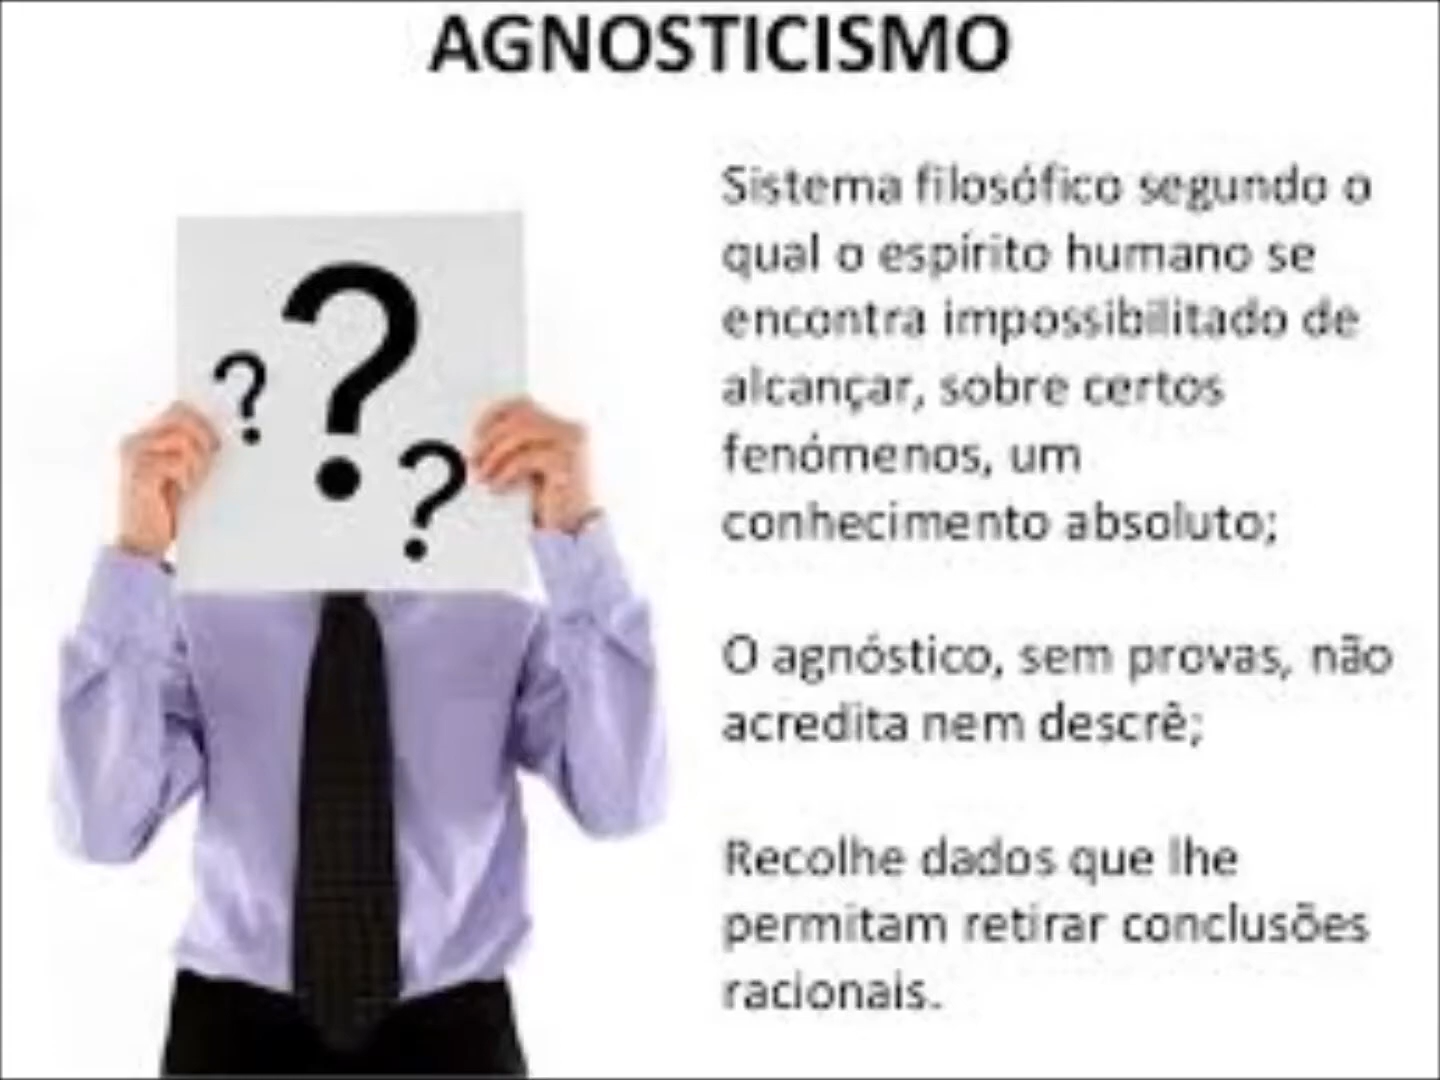 AGNOSTICISMO
Sistema filosófico segundo o
qual o espírito humano se
encontra impossibilitado de
alcançar, sobre certos
fenómenos, um
conhecimento absoluto;
O agnóstico, sem provas, não
acredita nem descrê;
Recolhe dados que lhe
permitam retirar conclusões
racionais.
?
?
?